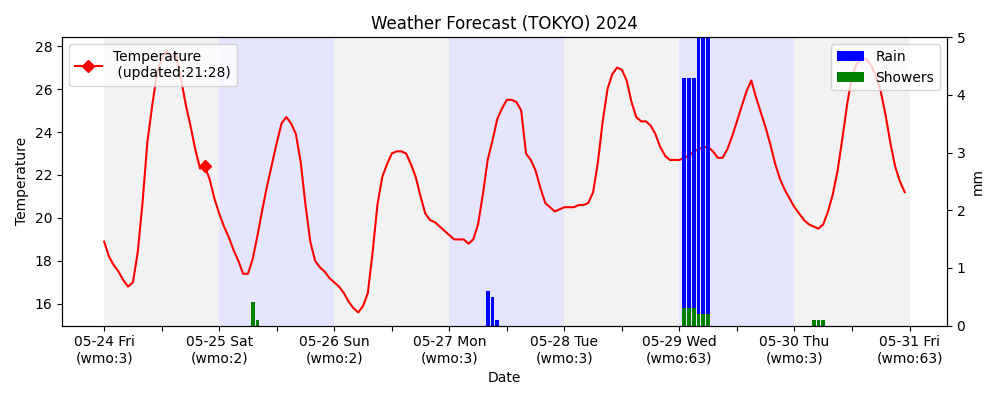 Weather Forecast (TOKYO) 2024
Temperature
(updated:21:28)
Rain
Showers
Temperature
28
26
24
22
20
18
16
5
4
3
2
1
0
mm
05-24 Fri
(wmo:3)
05-25 Sat
(wmo:2)
05-26 Sun
(wmo:2)
05-27 Mon
(wmo:3)
05-28 Tue
(wmo:3)
05-29 Wed
(wmo:63)
05-30 Thu
(wmo:3)
05-31 Fri
(wmo:63)
Date